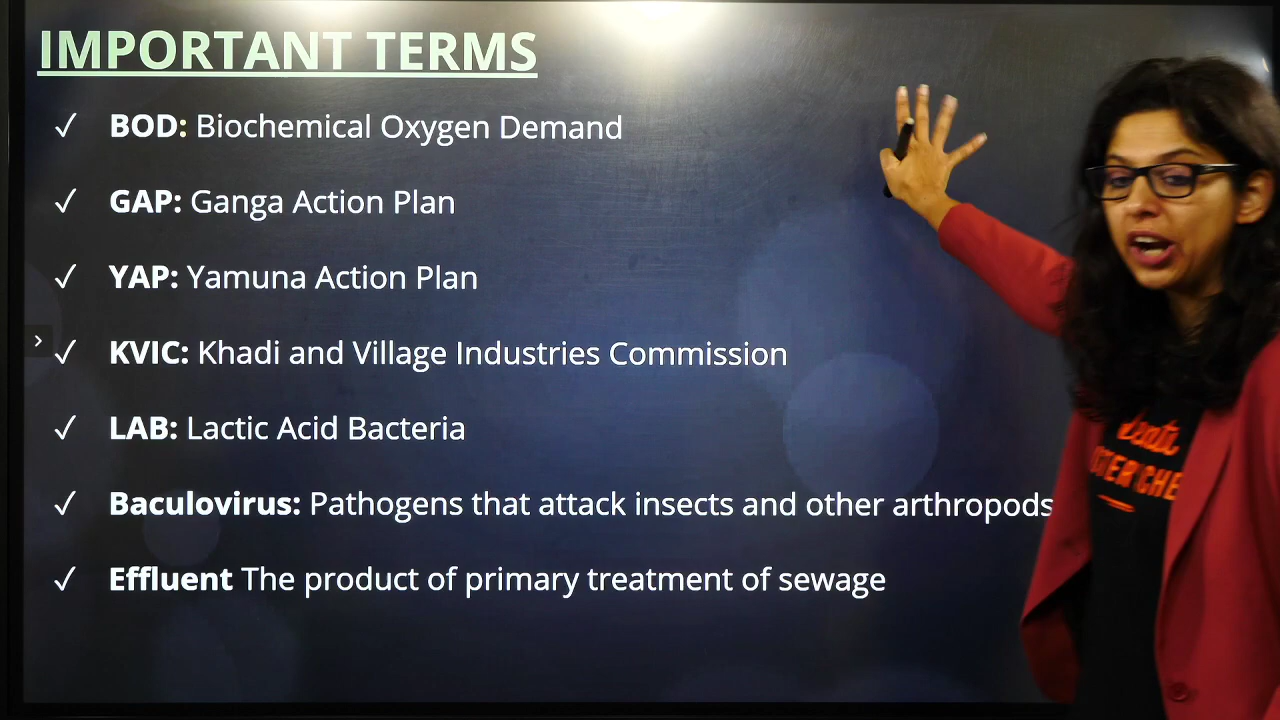 IMPORTANT TERMS
✓ BOD: Biochemical Oxygen Demand
✓ GAP: Ganga Action Plan
✓ YAP: Yamuna Action Plan
✓ KVIC: Khadi and Village Industries Commission
✓ LAB: Lactic Acid Bacteria
✓ Baculovirus: Pathogens that attack insects and other arthropods
✓ Effluent The product of primary treatment of sewage